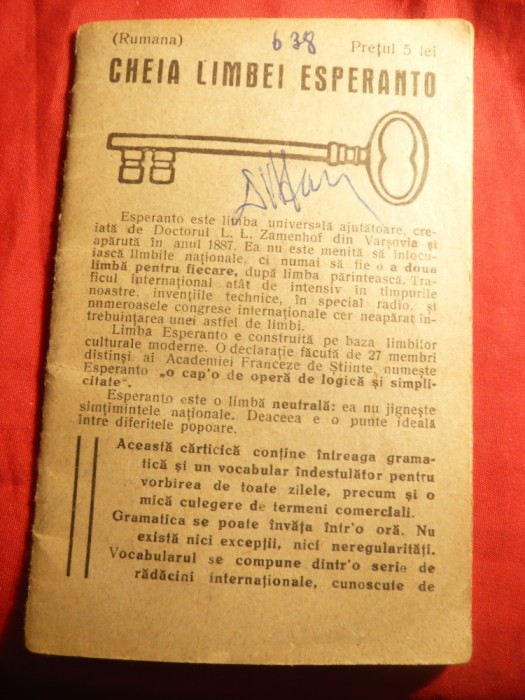 (Rumana)
638
Prețul 5 lei
CHEIA LIMBEI ESPERANTO
Esperanto este limba universală ajutătoare, cre-
iată de Doctorul L. L. Zamenhof din Varșovia și
apărută în anul 1887. Ea nu este menită să înlocu-
iască limbile naționale, ci numai să fie o a doua
limbă pentru fiecare, după limba părintească. Tra-
ficul internațional atât de intensiv în timpurile
noastre, invențiile technice, în special radio, și
nnmeroasele congrese internaționale cer neapărat în-
trebuințarea unei astfel de limbi.
Limba Esperanto e construită pe baza limbilor
culturale moderne. O declarație făcută de 27 membri
distinși ai Academiei Franceze de Științe, numește
Esperanto „o cap'o de operă de logică și simpli-
citate".
Esperanto este o limbă neutrală: ea nu jignește
simțimintele naționale. Deaceea e o punte ideală
între diferitele popoare.
Această cărticică conține întreaga grama-
tică și un vocabular îndestulător pentru
vorbirea de toate zilele, precum și o
mică culegere de termeni comerciali.
Gramatica se poate învăța într'o oră. Nu
există nici excepții, nici neregularități.
Vocabularul se compune dintr'o serie de
rădăcini internaționale, cunoscute de